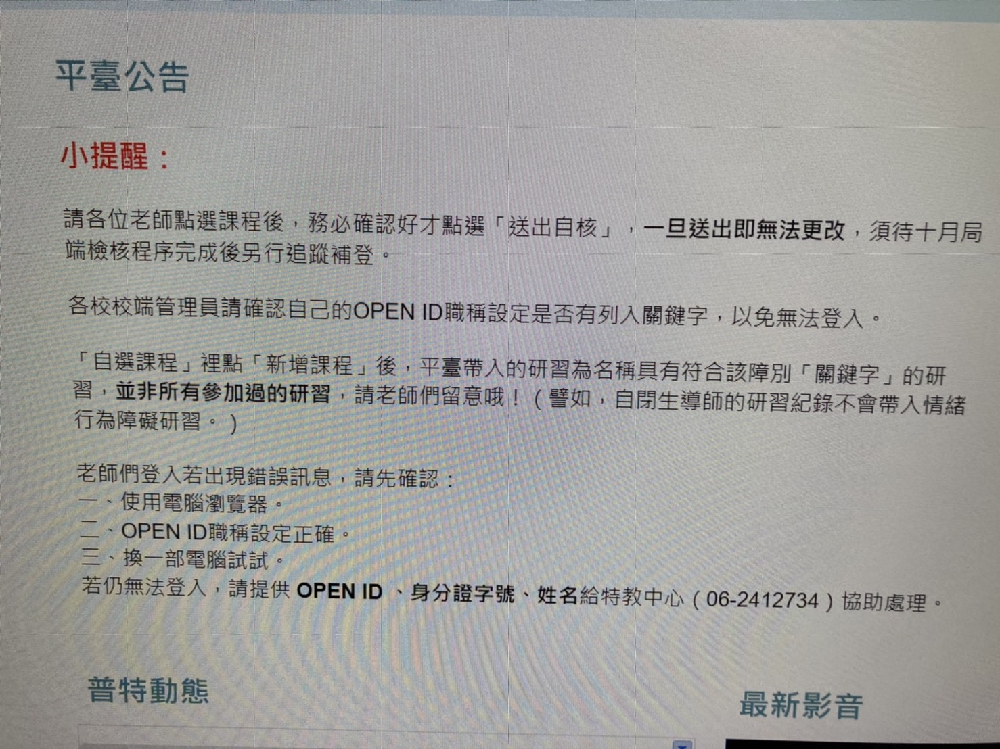 平臺公告
小提醒：
請各位老師點選課程後，務必確認好才點選「送出自核」，一旦送出即無法更改，須待十月局
端檢核程序完成後另行追蹤補登。
各校校端管理員請確認自己的OPEN ID職稱設定是否有列入關鍵字，以免無法登入。
「自選課程」裡點「新增課程」後，平臺帶入的研習為名稱具有符合該障別「關鍵字」的研
習，並非所有參加過的研習，請老師們留意哦！（譬如，自閉生導師的研習紀錄不會帶入情緒
行為障礙研習。）
老師們登入若出現錯誤訊息，請先確認：
一、使用電腦瀏覽器。
二、OPEN ID職稱設定正確。
三、換一部電腦試試。
若仍無法登入，請提供 OPEN ID 、身分證字號、姓名給特教中心（06-2412734）協助處理。
普特動態
最新影音